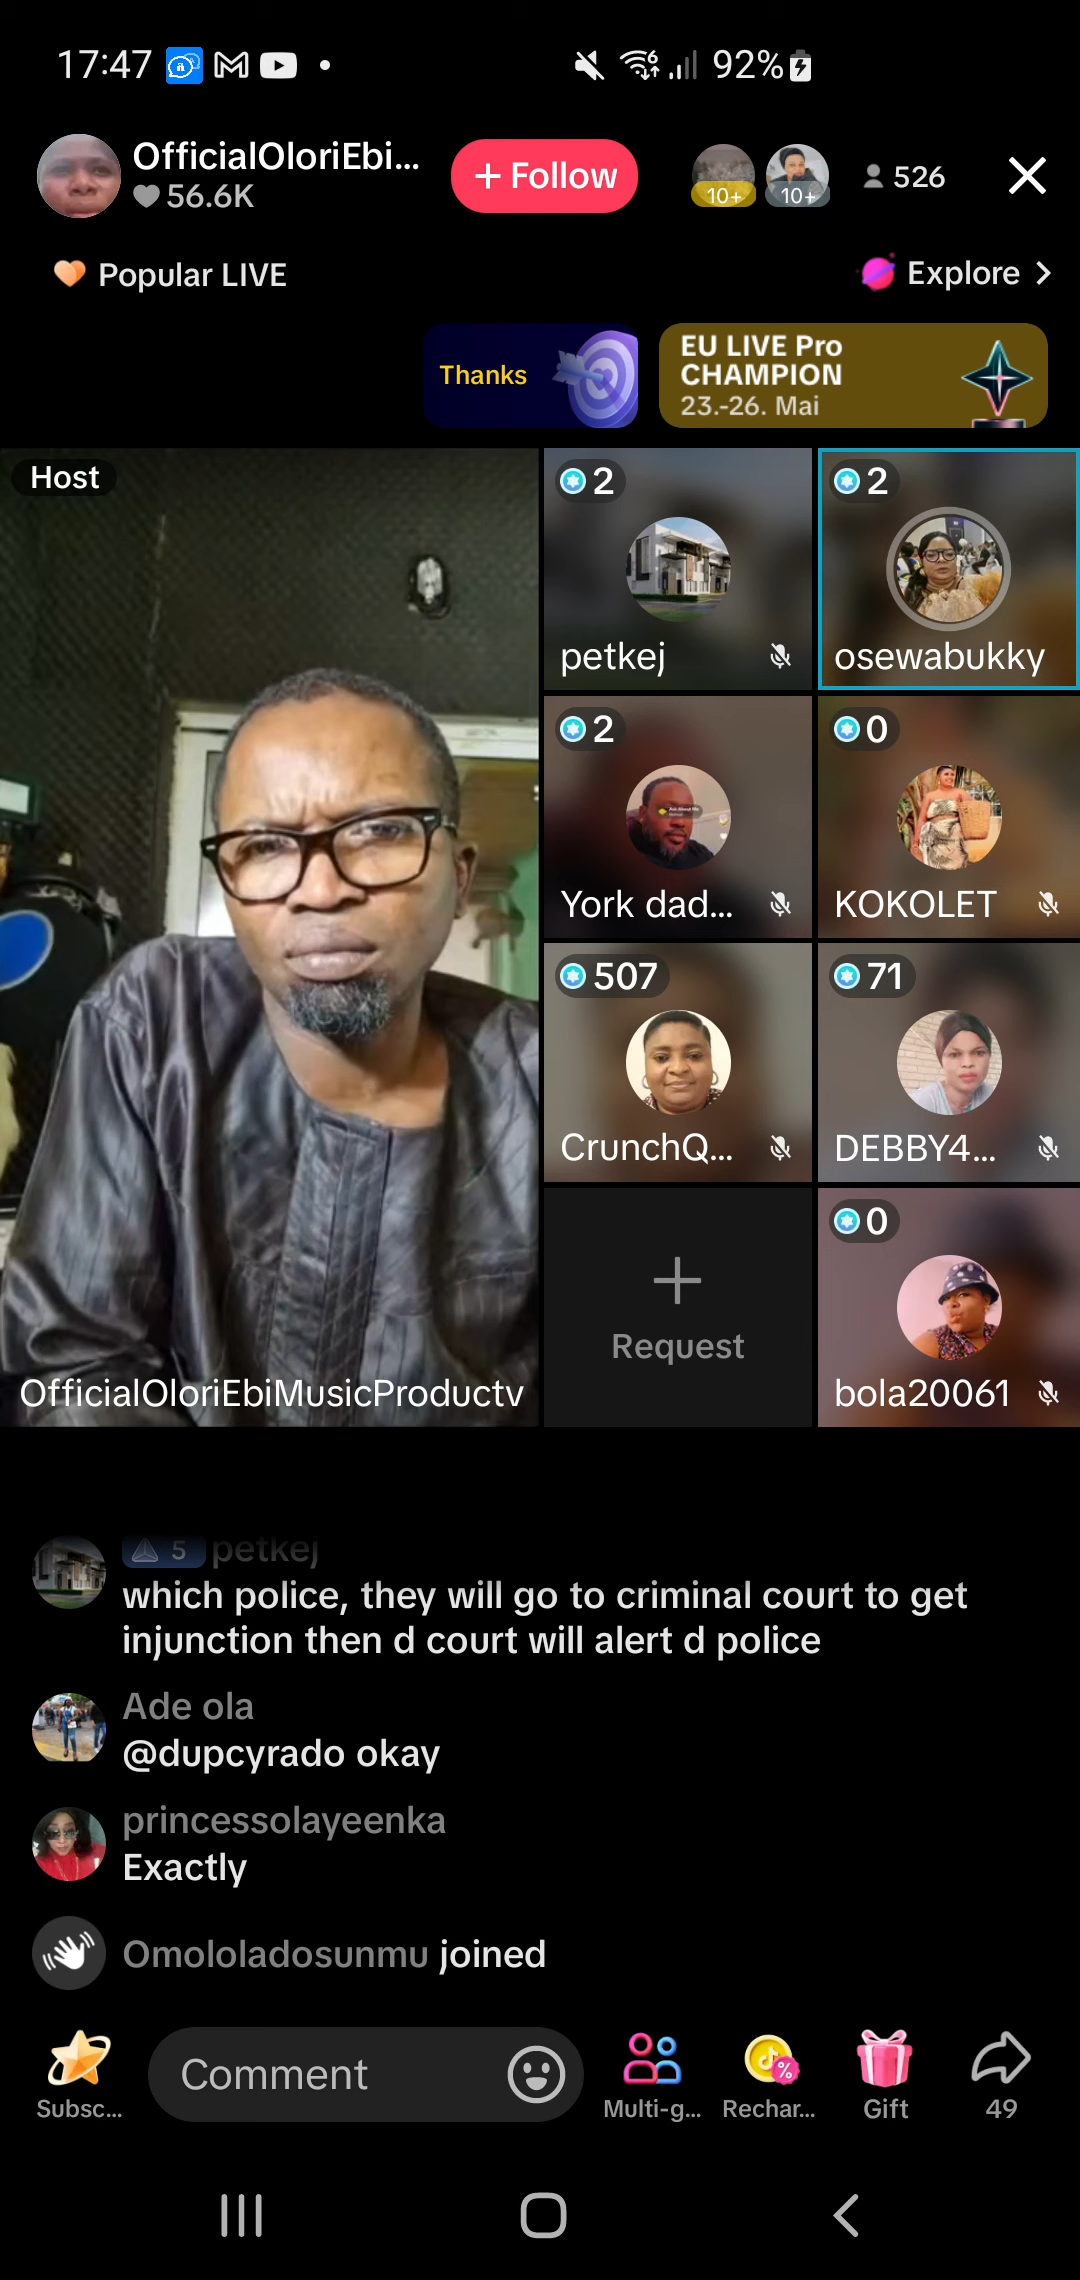 17:47
92%
OfficialOloriEbi...
56.6K
+ Follow
10+
10+
526
Popular LIVE
Explore
Thanks
EU LIVE Pro
CHAMPION
23.-26. Mai
Host
2
petkej
2
osewabukky
2
York dad...
0
KOKOLET
507
CrunchQ...
71
DEBBY4...
Request
0
bola20061
OfficialOloriEbiMusicProductv
5 petkej
which police, they will go to criminal court to get
injunction then d court will alert d police
Ade ola
@dupcyrado okay
princessolayeenka
Exactly
Omololadosunmu joined
Comment
Subsc...
Multi-g...
Rechar...
Gift
49